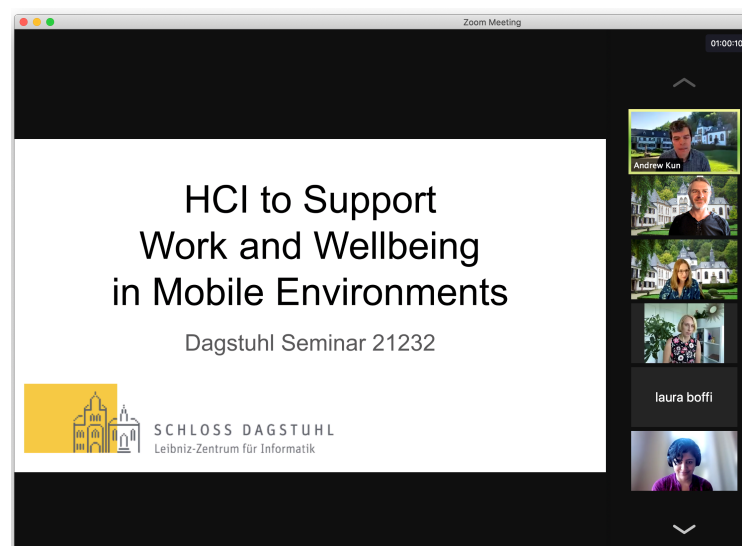 Zoom Meeting
01:00:10
HCI to Support
Work and Wellbeing
in Mobile Environments
Dagstuhl Seminar 21232
SCHLOSS DAGSTUHL
Leibniz-Zentrum für Informatik
Andrew Kun
laura boffi